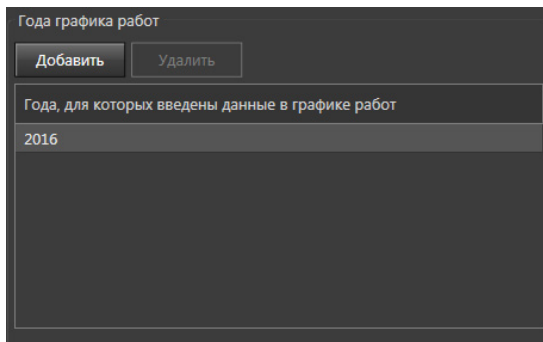 Года графика работ
Добавить Удалить
Года, для которых введены данные в графике работ
2016